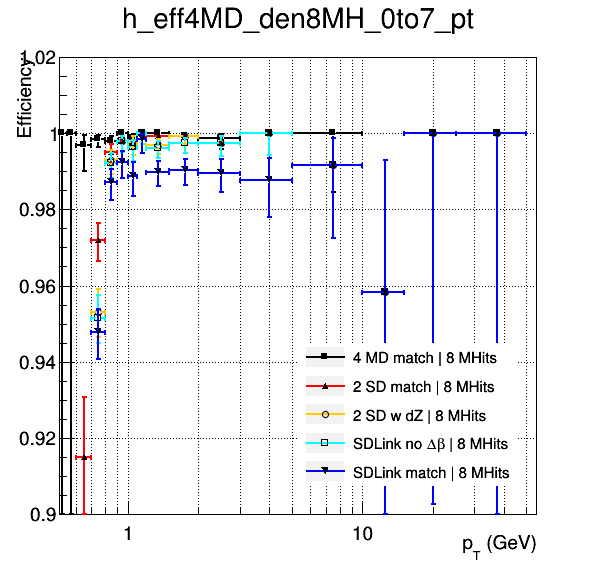 h_eff4MD_den8MH_0to7_pt
Efficiency
1.02
1
0.98
0.96
0.94
0.92
0.9
4 MD match | 8 MHits
2 SD match | 8 MHits
2 SD w dZ | 8 MHits
SDLink no Δβ | 8 MHits
SDLink match | 8 MHits
1
10
p_T (GeV)